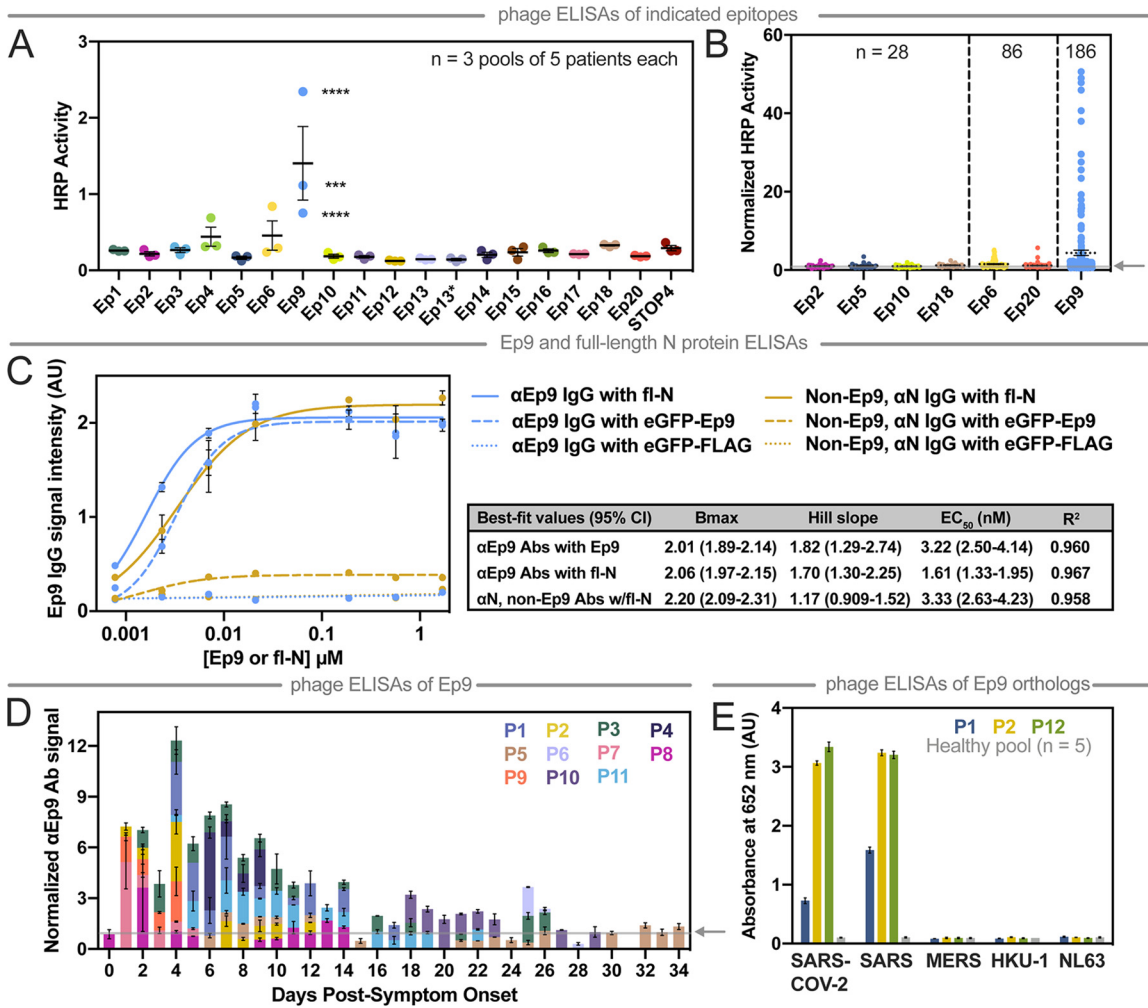 phage ELISAs of indicated epitopes
A
HRP Activity
3
2
1
0
n = 3 pools of 5 patients each
****
***
****
Ep1 Ep2 Ep3 Ep4 Ep5 Ep6 Ep9 Ep10 Ep11 Ep12 Ep13 Ep13* Ep14 Ep15 Ep16 Ep17 Ep18 Ep20 STOP4
B
Normalized HRP Activity
60
40
20
0
n = 28 86 186
Ep2 Ep5 Ep10 Ep18 Ep6 Ep20 Ep9
Ep9 and full-length N protein ELISAs
C
Ep9 IgG signal intensity (AU)
2
1
0
0.001 0.01 0.1 1
[Ep9 or fl-N] µM
αEp9 IgG with fl-N
αEp9 IgG with eGFP-Ep9
αEp9 IgG with eGFP-FLAG
Non-Ep9, αN IgG with fl-N
Non-Ep9, αN IgG with eGFP-Ep9
Non-Ep9, αN IgG with eGFP-FLAG
Best-fit values (95% CI) Bmax Hill slope EC50 (nM) R²
αEp9 Abs with Ep9 2.01 (1.89-2.14) 1.82 (1.29-2.74) 3.22 (2.50-4.14) 0.960
αEp9 Abs with fl-N 2.06 (1.97-2.15) 1.70 (1.30-2.25) 1.61 (1.33-1.95) 0.967
αN, non-Ep9 Abs w/fl-N 2.20 (2.09-2.31) 1.17 (0.909-1.52) 3.33 (2.63-4.23) 0.958
phage ELISAs of Ep9
D
Normalized αEp9 Ab signal
12
9
6
3
0
P1 P2 P3 P4
P5 P6 P7 P8
P9 P10 P11
0 2 4 6 8 10 12 14 16 18 20 22 24 26 28 30 32 34
Days Post-Symptom Onset
phage ELISAs of Ep9 orthologs
E
Absorbance at 652 nm (AU)
4
3
2
1
0
P1 P2 P12
Healthy pool (n = 5)
SARS- SARS MERS HKU-1 NL63
COV-2